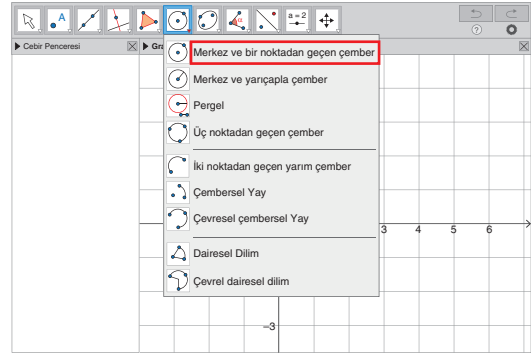 A
α
a = 2
?
Cebir Penceresi
Gra
Merkez ve bir noktadan geçen çember
Merkez ve yarıçapla çember
Pergel
Üç noktadan geçen çember
İki noktadan geçen yarım çember
Çembersel Yay
Çevresel çembersel Yay
3 4 5 6
Dairesel Dilim
Çevrel dairesel dilim
–3